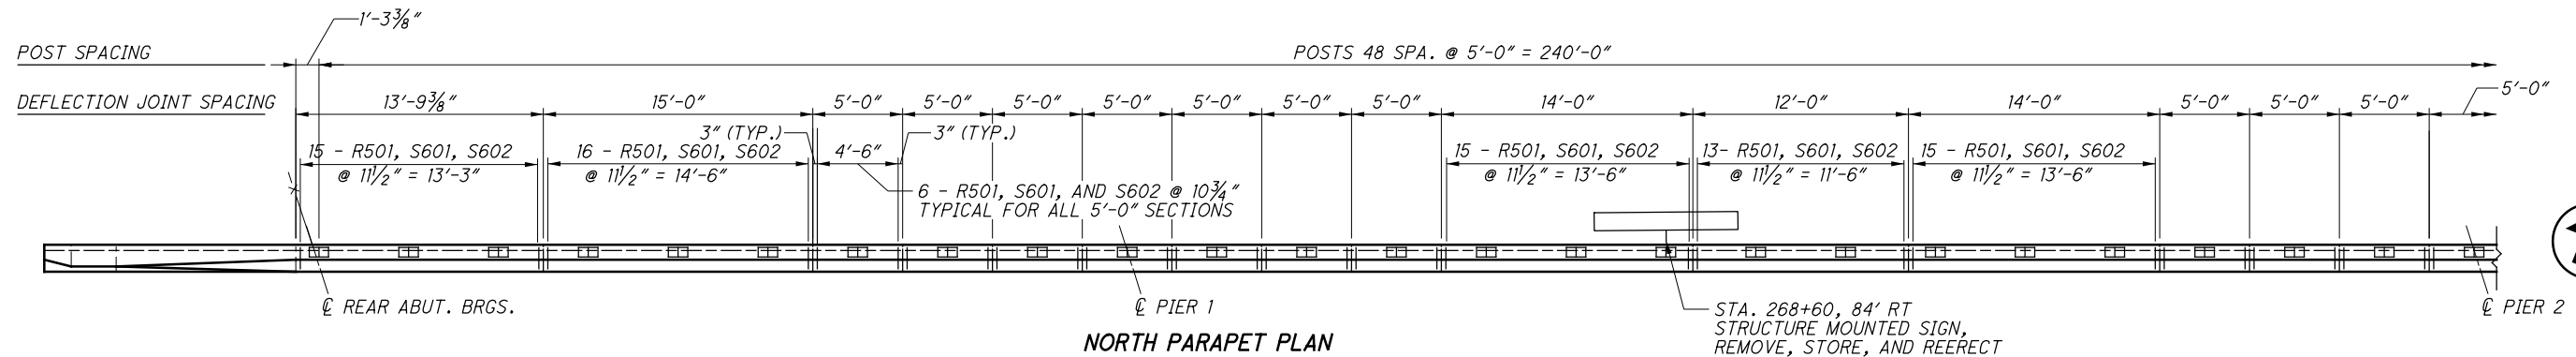 1'-3⅜"
POST SPACING
POSTS 48 SPA. @ 5'-0" = 240'-0"
DEFLECTION JOINT SPACING
13'-9⅜"
15'-0"
5'-0"
5'-0"
5'-0"
5'-0"
5'-0"
5'-0"
5'-0"
14'-0"
12'-0"
14'-0"
5'-0"
5'-0"
5'-0"
5'-0"
3" (TYP.)
3" (TYP.)
15 - R501, S601, S602
@ 11½" = 13'-3"
16 - R501, S601, S602
@ 11½" = 14'-6"
4'-6"
6 - R501, S601, AND S602 @ 10¾"
TYPICAL FOR ALL 5'-0" SECTIONS
15 - R501, S601, S602
@ 11½" = 13'-6"
13- R501, S601, S602
@ 11½" = 11'-6"
15 - R501, S601, S602
@ 11½" = 13'-6"
℄ REAR ABUT. BRGS.
℄ PIER 1
STA. 268+60, 84' RT
STRUCTURE MOUNTED SIGN,
REMOVE, STORE, AND REERECT
℄ PIER 2
NORTH PARAPET PLAN